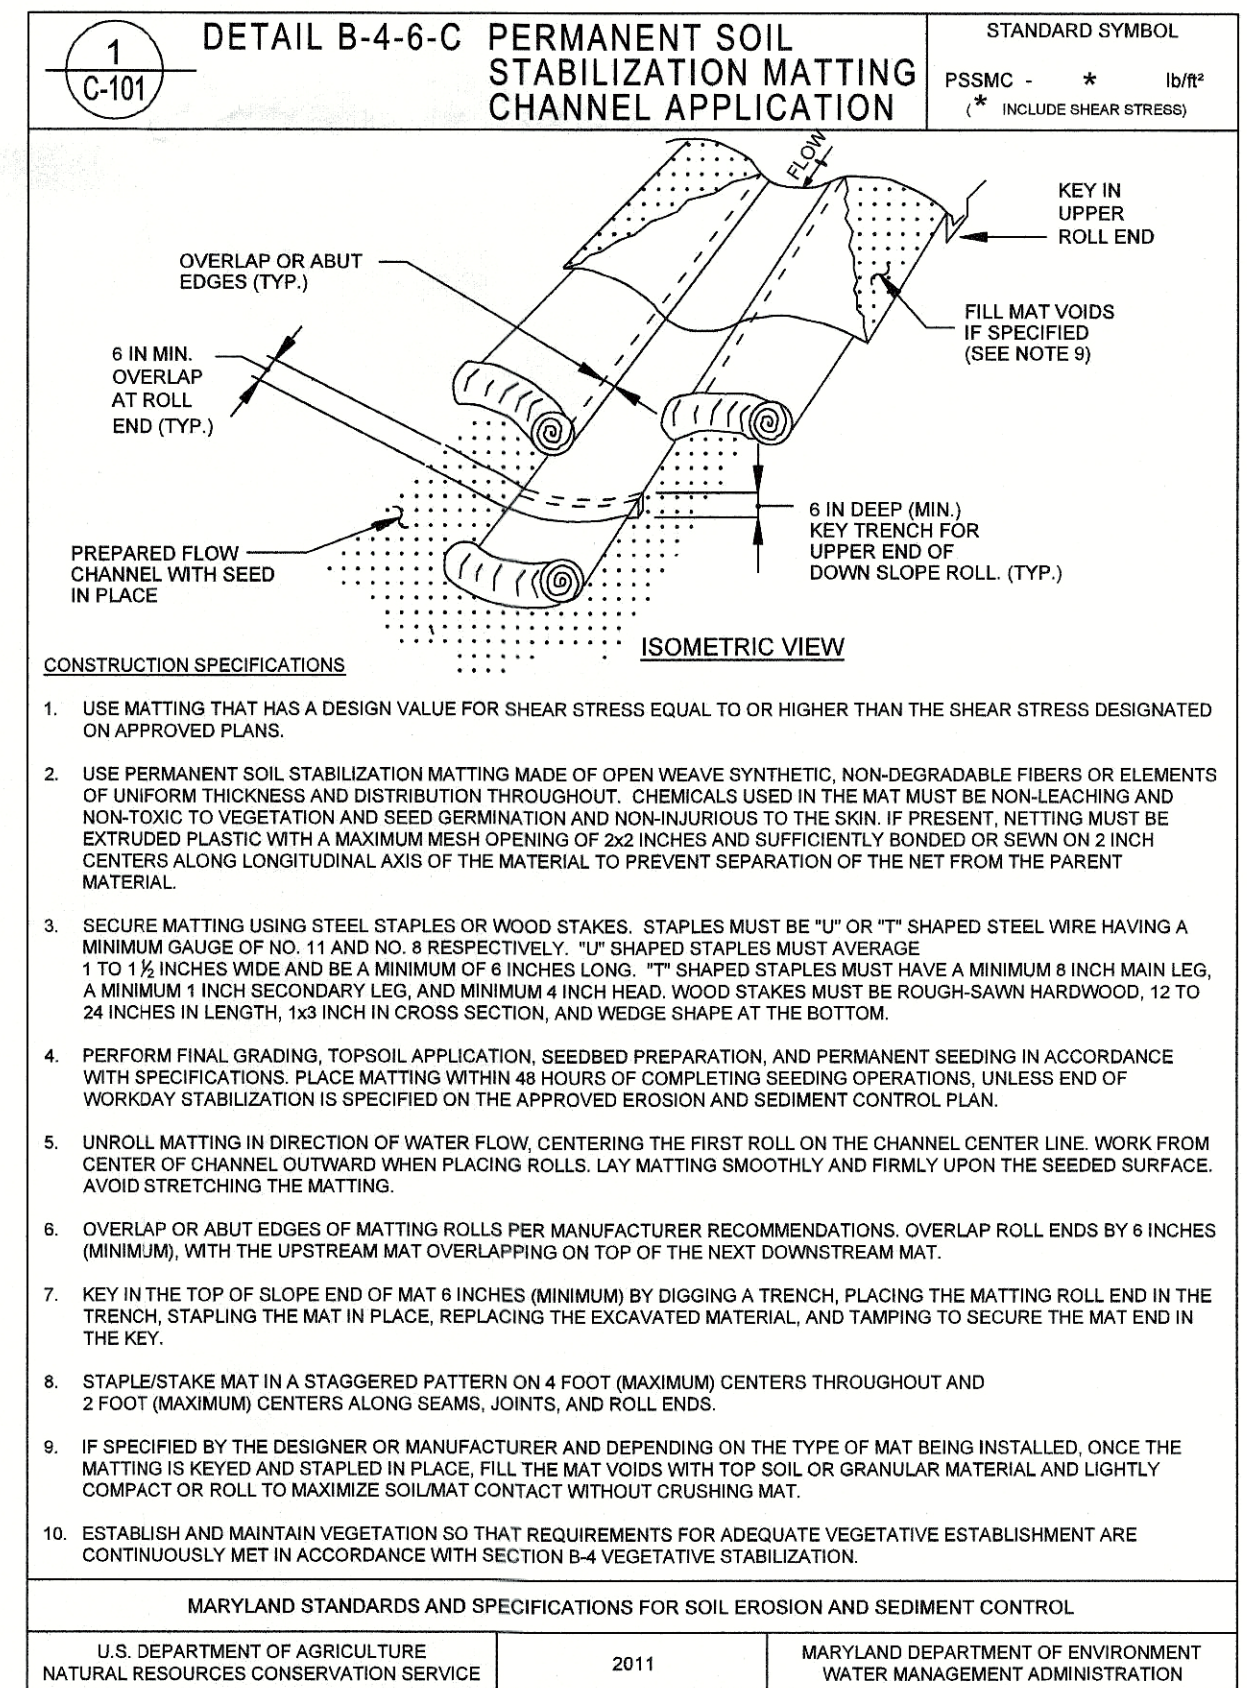 1
C-101
DETAIL B-4-6-C PERMANENT SOIL
STABILIZATION MATTING
CHANNEL APPLICATION
STANDARD SYMBOL
PSSMC - * lb/ft²
(* INCLUDE SHEAR STRESS)
FLOW
KEY IN
UPPER
ROLL END
OVERLAP OR ABUT
EDGES (TYP.)
FILL MAT VOIDS
IF SPECIFIED
(SEE NOTE 9)
6 IN MIN.
OVERLAP
AT ROLL
END (TYP.)
6 IN DEEP (MIN.)
KEY TRENCH FOR
UPPER END OF
DOWN SLOPE ROLL. (TYP.)
PREPARED FLOW
CHANNEL WITH SEED
IN PLACE
ISOMETRIC VIEW
CONSTRUCTION SPECIFICATIONS
1. USE MATTING THAT HAS A DESIGN VALUE FOR SHEAR STRESS EQUAL TO OR HIGHER THAN THE SHEAR STRESS DESIGNATED
ON APPROVED PLANS.
2. USE PERMANENT SOIL STABILIZATION MATTING MADE OF OPEN WEAVE SYNTHETIC, NON-DEGRADABLE FIBERS OR ELEMENTS
OF UNIFORM THICKNESS AND DISTRIBUTION THROUGHOUT. CHEMICALS USED IN THE MAT MUST BE NON-LEACHING AND
NON-TOXIC TO VEGETATION AND SEED GERMINATION AND NON-INJURIOUS TO THE SKIN. IF PRESENT, NETTING MUST BE
EXTRUDED PLASTIC WITH A MAXIMUM MESH OPENING OF 2x2 INCHES AND SUFFICIENTLY BONDED OR SEWN ON 2 INCH
CENTERS ALONG LONGITUDINAL AXIS OF THE MATERIAL TO PREVENT SEPARATION OF THE NET FROM THE PARENT
MATERIAL.
3. SECURE MATTING USING STEEL STAPLES OR WOOD STAKES. STAPLES MUST BE "U" OR "T" SHAPED STEEL WIRE HAVING A
MINIMUM GAUGE OF NO. 11 AND NO. 8 RESPECTIVELY. "U" SHAPED STAPLES MUST AVERAGE
1 TO 1 ½ INCHES WIDE AND BE A MINIMUM OF 6 INCHES LONG. "T" SHAPED STAPLES MUST HAVE A MINIMUM 8 INCH MAIN LEG,
A MINIMUM 1 INCH SECONDARY LEG, AND MINIMUM 4 INCH HEAD. WOOD STAKES MUST BE ROUGH-SAWN HARDWOOD, 12 TO
24 INCHES IN LENGTH, 1x3 INCH IN CROSS SECTION, AND WEDGE SHAPE AT THE BOTTOM.
4. PERFORM FINAL GRADING, TOPSOIL APPLICATION, SEEDBED PREPARATION, AND PERMANENT SEEDING IN ACCORDANCE
WITH SPECIFICATIONS. PLACE MATTING WITHIN 48 HOURS OF COMPLETING SEEDING OPERATIONS, UNLESS END OF
WORKDAY STABILIZATION IS SPECIFIED ON THE APPROVED EROSION AND SEDIMENT CONTROL PLAN.
5. UNROLL MATTING IN DIRECTION OF WATER FLOW, CENTERING THE FIRST ROLL ON THE CHANNEL CENTER LINE. WORK FROM
CENTER OF CHANNEL OUTWARD WHEN PLACING ROLLS. LAY MATTING SMOOTHLY AND FIRMLY UPON THE SEEDED SURFACE.
AVOID STRETCHING THE MATTING.
6. OVERLAP OR ABUT EDGES OF MATTING ROLLS PER MANUFACTURER RECOMMENDATIONS. OVERLAP ROLL ENDS BY 6 INCHES
(MINIMUM), WITH THE UPSTREAM MAT OVERLAPPING ON TOP OF THE NEXT DOWNSTREAM MAT.
7. KEY IN THE TOP OF SLOPE END OF MAT 6 INCHES (MINIMUM) BY DIGGING A TRENCH, PLACING THE MATTING ROLL END IN THE
TRENCH, STAPLING THE MAT IN PLACE, REPLACING THE EXCAVATED MATERIAL, AND TAMPING TO SECURE THE MAT END IN
THE KEY.
8. STAPLE/STAKE MAT IN A STAGGERED PATTERN ON 4 FOOT (MAXIMUM) CENTERS THROUGHOUT AND
2 FOOT (MAXIMUM) CENTERS ALONG SEAMS, JOINTS, AND ROLL ENDS.
9. IF SPECIFIED BY THE DESIGNER OR MANUFACTURER AND DEPENDING ON THE TYPE OF MAT BEING INSTALLED, ONCE THE
MATTING IS KEYED AND STAPLED IN PLACE, FILL THE MAT VOIDS WITH TOP SOIL OR GRANULAR MATERIAL AND LIGHTLY
COMPACT OR ROLL TO MAXIMIZE SOIL/MAT CONTACT WITHOUT CRUSHING MAT.
10. ESTABLISH AND MAINTAIN VEGETATION SO THAT REQUIREMENTS FOR ADEQUATE VEGETATIVE ESTABLISHMENT ARE
CONTINUOUSLY MET IN ACCORDANCE WITH SECTION B-4 VEGETATIVE STABILIZATION.
MARYLAND STANDARDS AND SPECIFICATIONS FOR SOIL EROSION AND SEDIMENT CONTROL
U.S. DEPARTMENT OF AGRICULTURE
NATURAL RESOURCES CONSERVATION SERVICE
2011
MARYLAND DEPARTMENT OF ENVIRONMENT
WATER MANAGEMENT ADMINISTRATION